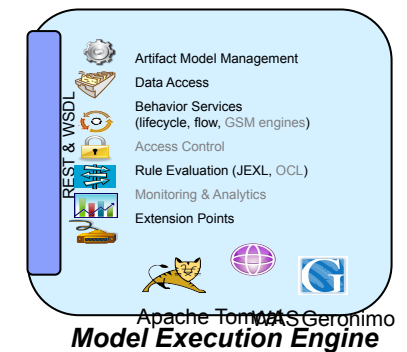 Artifact Model Management
Data Access
Behavior Services
(lifecycle, flow, GSM engines)
Access Control
Rule Evaluation (JEXL, OCL)
Monitoring & Analytics
Extension Points
REST & WSDL
Apache Tomcat WAS Geronimo
Model Execution Engine